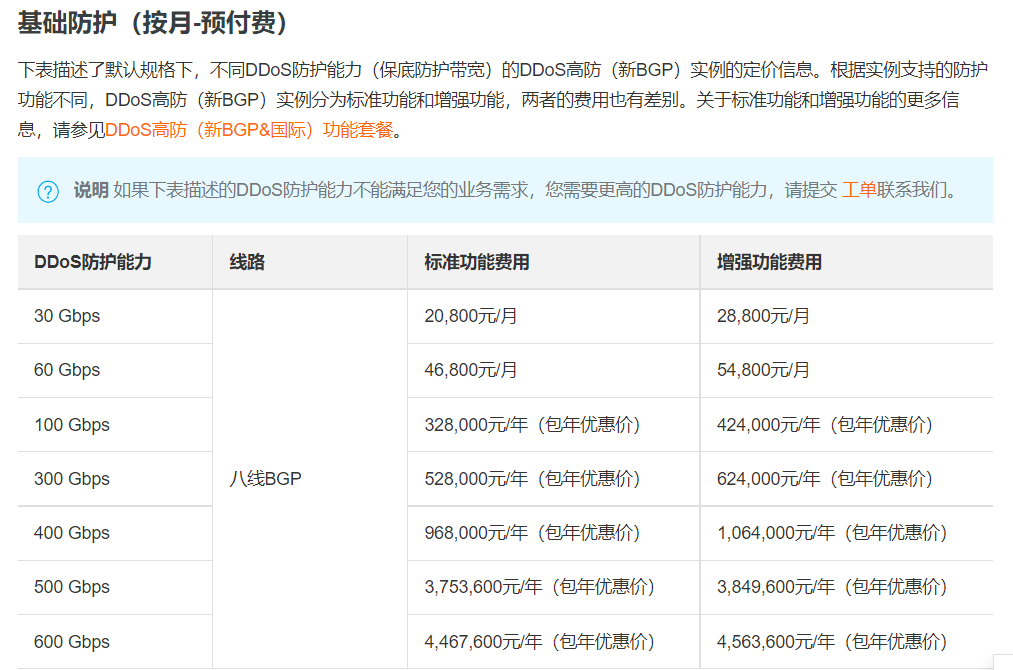 基础防护（按月-预付费）
下表描述了默认规格下，不同DDoS防护能力（保底防护带宽）的DDoS高防（新BGP）实例的定价信息。根据实例支持的防护
功能不同，DDoS高防（新BGP）实例分为标准功能和增强功能，两者的费用也有差别。关于标准功能和增强功能的更多信
息，请参见DDoS高防（新BGP&国际）功能套餐。
说明 如果下表描述的DDoS防护能力不能满足您的业务需求，您需要更高的DDoS防护能力，请提交 工单联系我们。
DDoS防护能力 线路 标准功能费用 增强功能费用
30 Gbps 20,800元/月 28,800元/月
60 Gbps 46,800元/月 54,800元/月
100 Gbps 328,000元/年（包年优惠价） 424,000元/年（包年优惠价）
300 Gbps 八线BGP 528,000元/年（包年优惠价） 624,000元/年（包年优惠价）
400 Gbps 968,000元/年（包年优惠价） 1,064,000元/年（包年优惠价）
500 Gbps 3,753,600元/年（包年优惠价） 3,849,600元/年（包年优惠价）
600 Gbps 4,467,600元/年（包年优惠价） 4,563,600元/年（包年优惠价）